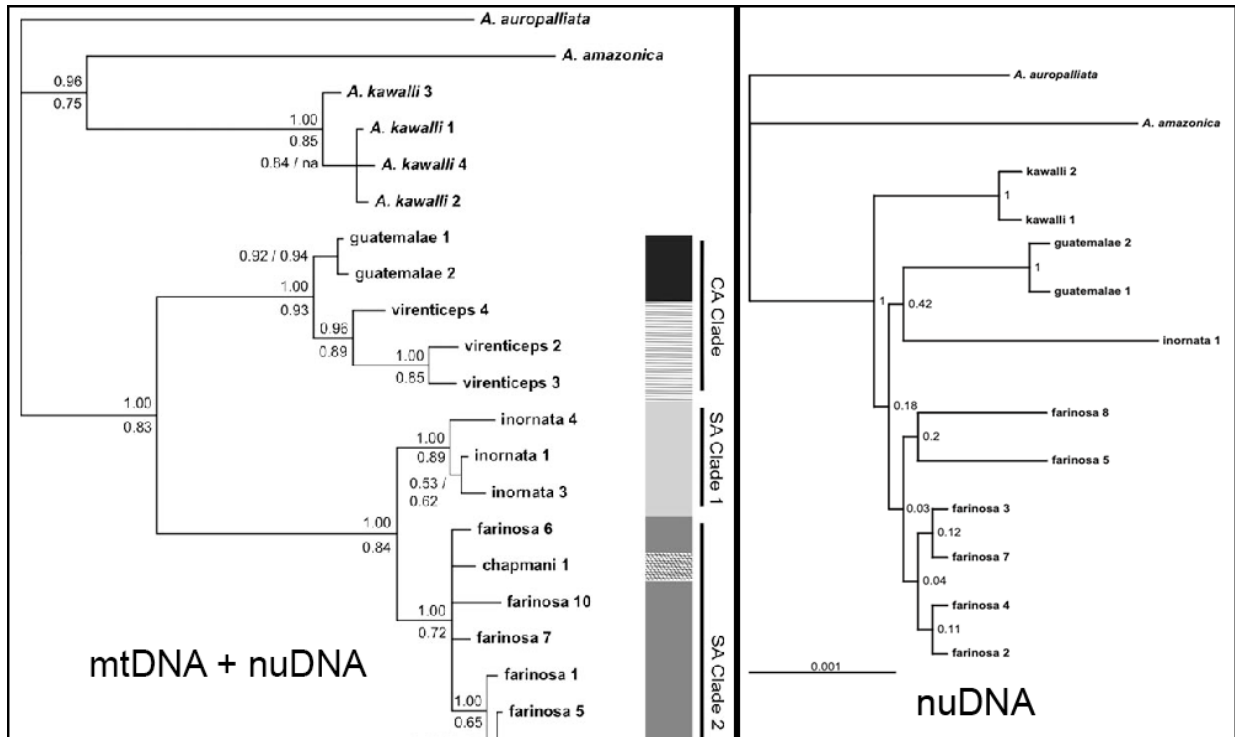 A. auropalliata
A. amazonica
0.96
0.75
A. kawalli 3
1.00
0.85
A. kawalli 1
0.84 / na
A. kawalli 4
A. kawalli 2
guatemalae 1
0.92 / 0.94
guatemalae 2
1.00
0.93
virenticeps 4
0.96
0.89
virenticeps 2
1.00
0.85
virenticeps 3
CA Clade
1.00
0.83
inornata 4
1.00
0.89
inornata 1
0.53 /
0.62
inornata 3
SA Clade 1
1.00
0.84
farinosa 6
chapmani 1
farinosa 10
1.00
0.72
farinosa 7
farinosa 1
1.00
0.65
farinosa 5
SA Clade 2
mtDNA + nuDNA
A. auropalliata
A. amazonica
kawalli 2
1
kawalli 1
guatemalae 2
1
guatemalae 1
1
0.42
inornata 1
0.18
farinosa 8
0.2
farinosa 5
0.03
farinosa 3
0.12
farinosa 7
0.04
farinosa 4
0.11
farinosa 2
0.001
nuDNA